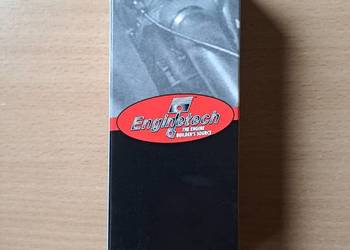 Enginetech
THE ENGINE
BUILDER'S SOURCE